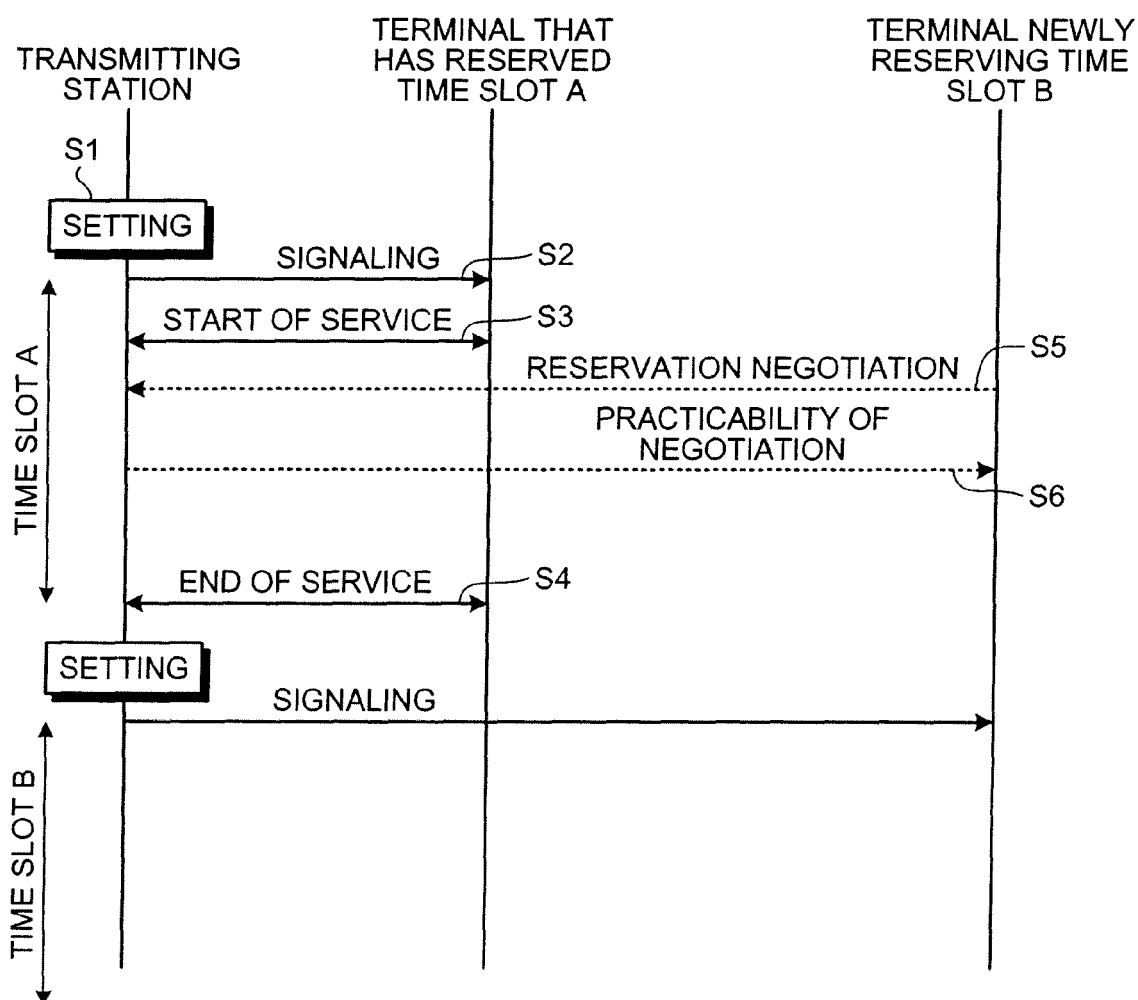 TRANSMITTING
STATION
TERMINAL THAT
HAS RESERVED
TIME SLOT A
TERMINAL NEWLY
RESERVING TIME
SLOT B
S1
SETTING
SIGNALING
S2
START OF SERVICE
S3
RESERVATION NEGOTIATION
S5
PRACTICABILITY OF
NEGOTIATION
S6
TIME SLOT A
END OF SERVICE
S4
SETTING
SIGNALING
TIME SLOT B